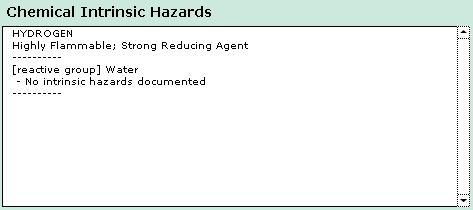 Chemical Intrinsic Hazards
HYDROGEN
Highly Flammable; Strong Reducing Agent
----------
[reactive group] Water
- No intrinsic hazards documented
----------